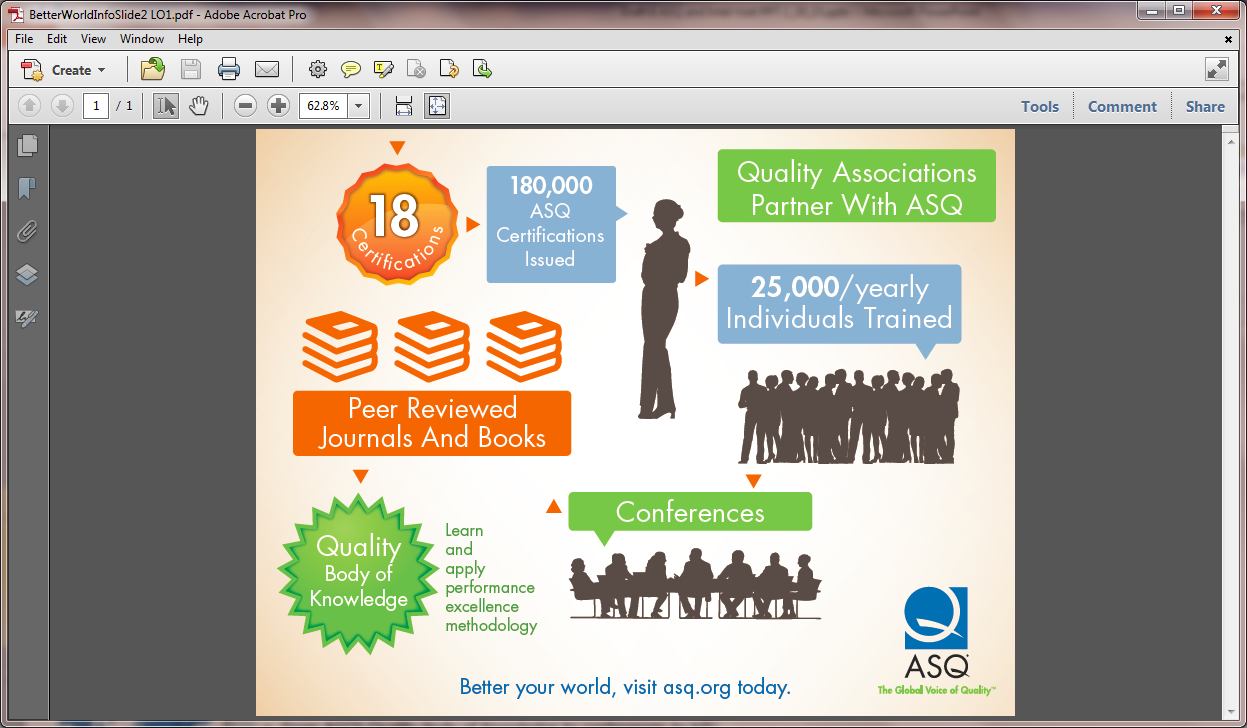 BetterWorldInfoSlide2 LO1.pdf - Adobe Acrobat Pro
File Edit View Window Help
Create
1 / 1 62.8% Tools Comment Share
18
Certifications
180,000
ASQ
Certifications
Issued
Quality Associations
Partner With ASQ
25,000/yearly
Individuals Trained
Peer Reviewed
Journals And Books
Conferences
Quality
Body of
Knowledge
Learn
and
apply
performance
excellence
methodology
ASQ
The Global Voice of Quality™
Better your world, visit asq.org today.